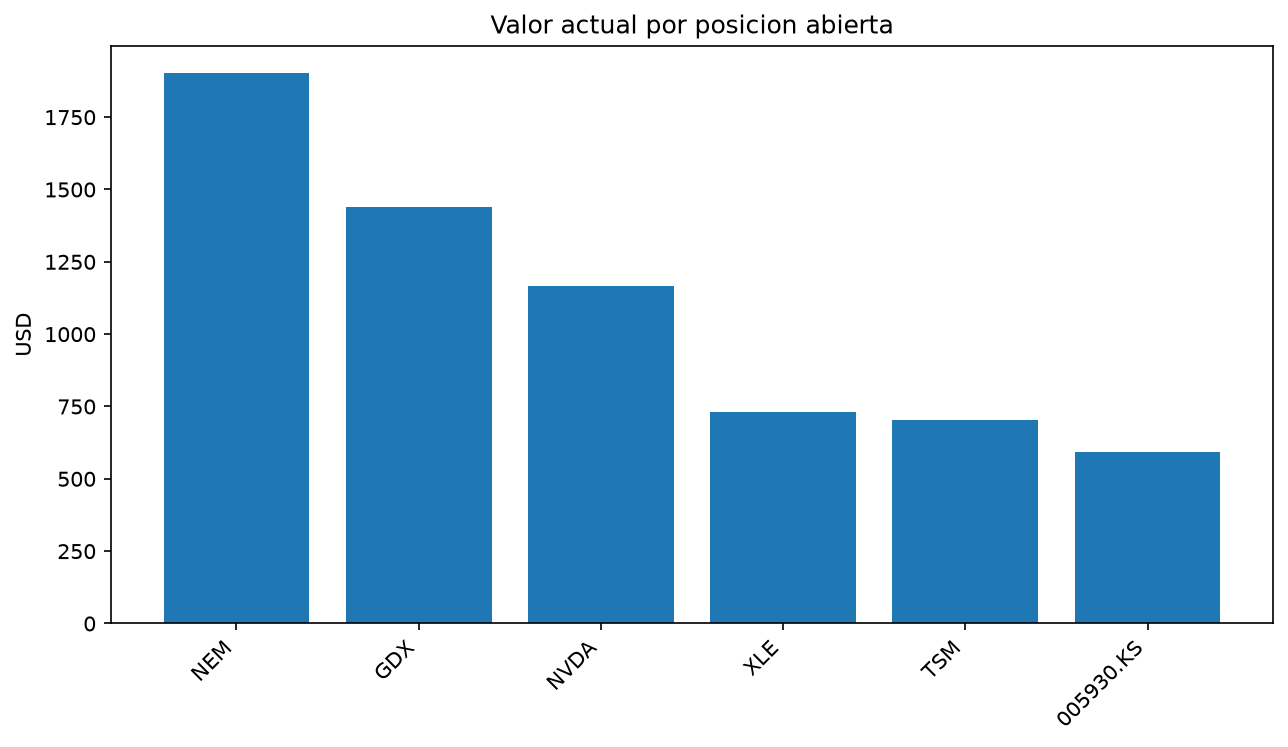 Valor actual por posicion abierta
USD
1750
1500
1250
1000
750
500
250
0
NEM
GDX
NVDA
XLE
TSM
005930.KS